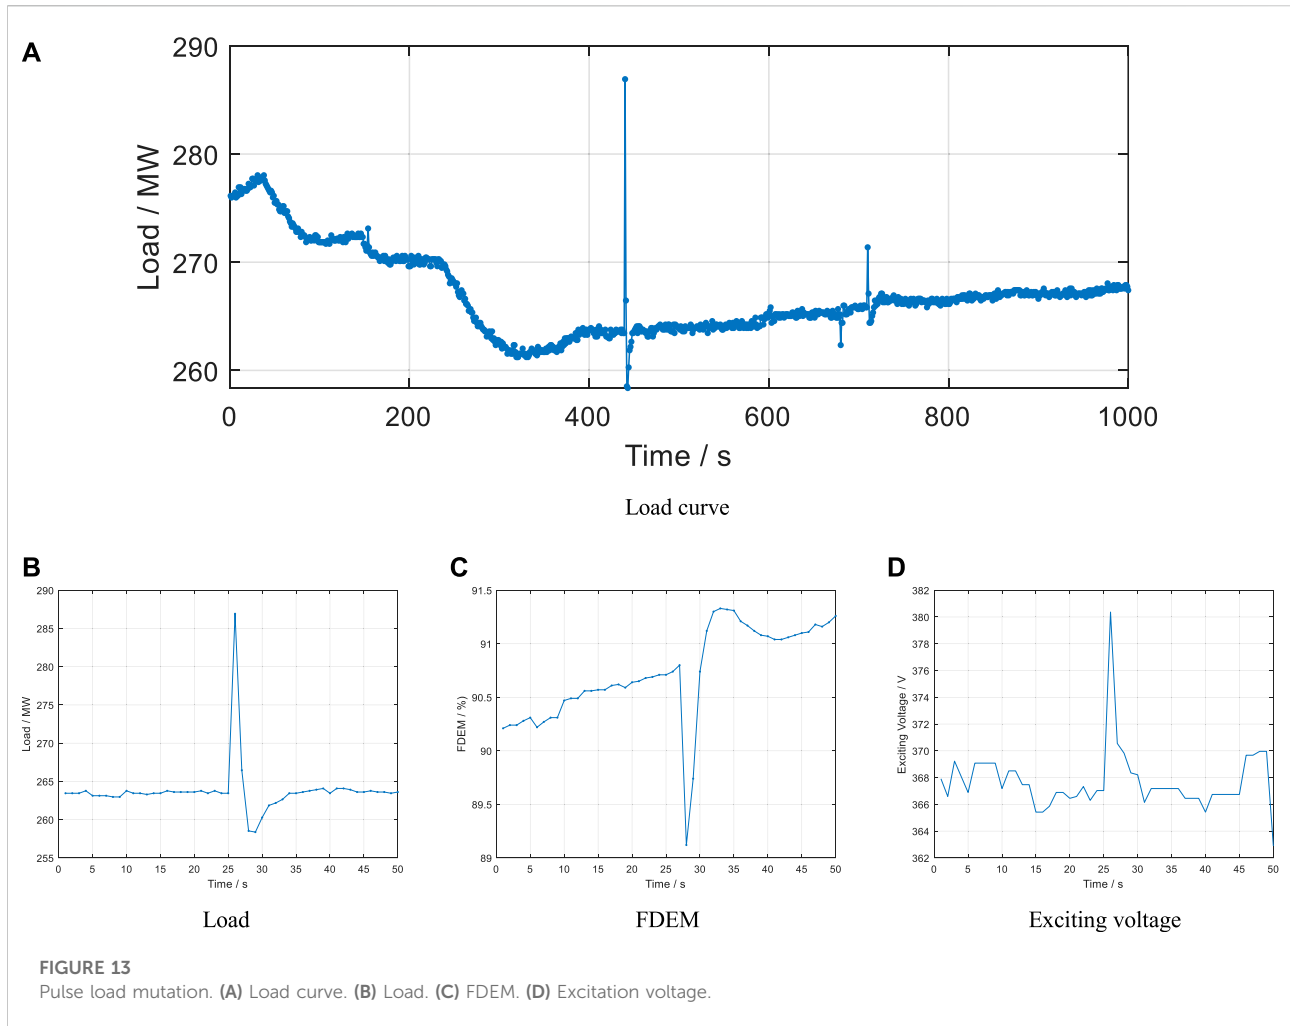 A
290
280
270
260
Load / MW
0 200 400 600 800 1000
Time / s
Load curve
B
290
285
280
275
270
265
260
255
Load / MW
0 5 10 15 20 25 30 35 40 45 50
Time / s
Load
C
91.5
91
90.5
90
89.5
89
FDEM / %)
0 5 10 15 20 25 30 35 40 45 50
Time / s
FDEM
D
382
380
378
376
374
372
370
368
366
364
362
Exciting Voltage / V
0 5 10 15 20 25 30 35 40 45 50
Time / s
Exciting voltage
FIGURE 13
Pulse load mutation. (A) Load curve. (B) Load. (C) FDEM. (D) Excitation voltage.